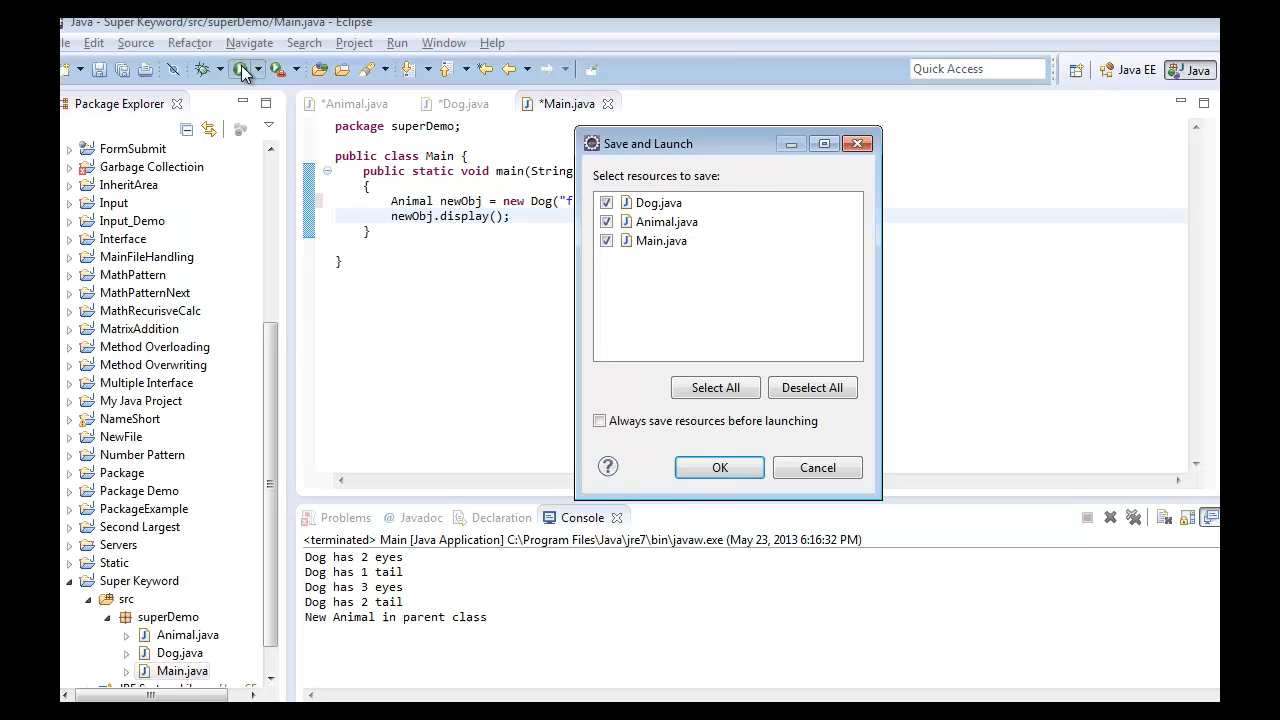 Java - Super Keyword/src/superDemo/Main.java - Eclipse
le Edit Source Refactor Navigate Search Project Run Window Help
Quick Access
Java EE
Java
Package Explorer
FormSubmit
Garbage Collectioin
InheritArea
Input
Input_Demo
Interface
MainFileHandling
MathPattern
MathPatternNext
MathRecurisveCalc
MatrixAddition
Method Overloading
Method Overwriting
Multiple Interface
My Java Project
NameShort
NewFile
Number Pattern
Package
Package Demo
PackageExample
Second Largest
Servers
Static
Super Keyword
src
superDemo
Animal.java
Dog.java
Main.java
*Animal.java *Dog.java *Main.java
package superDemo;
public class Main {
public static void main(String
{
Animal newObj = new Dog("f
newObj.display();
}
}
Save and Launch
Select resources to save:
Dog.java
Animal.java
Main.java
Select All Deselect All
Always save resources before launching
? OK Cancel
Problems @ Javadoc Declaration Console
<terminated> Main [Java Application] C:\Program Files\Java\jre7\bin\javaw.exe (May 23, 2013 6:16:32 PM)
Dog has 2 eyes
Dog has 1 tail
Dog has 3 eyes
Dog has 2 tail
New Animal in parent class